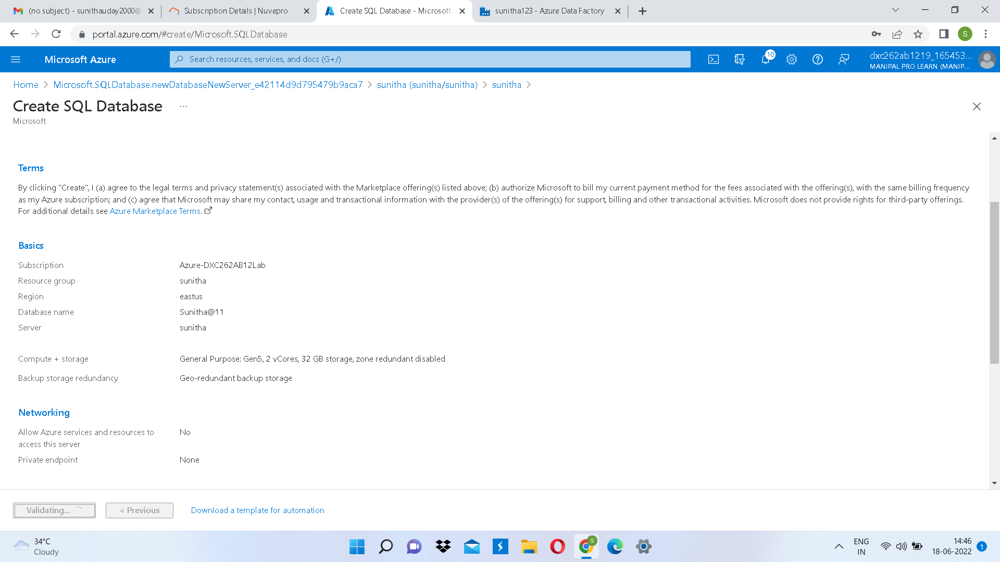 (no subject) - sunithauday2000@
Subscription Details | Nuvepro
Create SQL Database - Microsoft
sunitha123 - Azure Data Factory
portal.azure.com/#create/Microsoft.SQLDatabase
S
Microsoft Azure
Search resources, services, and docs (G+/)
10
dxc262ab1219_165453...
MANIPAL PRO LEARN (MANIP...
Home > Microsoft.SQLDatabase.newDatabaseNewServer_e42114d9d795479b9aca7 > sunitha (sunitha/sunitha) > sunitha >
Create SQL Database ...
Microsoft
Terms
By clicking "Create", I (a) agree to the legal terms and privacy statement(s) associated with the Marketplace offering(s) listed above; (b) authorize Microsoft to bill my current payment method for the fees associated with the offering(s), with the same billing frequency
as my Azure subscription; and (c) agree that Microsoft may share my contact, usage and transactional information with the provider(s) of the offering(s) for support, billing and other transactional activities. Microsoft does not provide rights for third-party offerings.
For additional details see Azure Marketplace Terms.
Basics
Subscription Azure-DXC262AB12Lab
Resource group sunitha
Region eastus
Database name Sunitha@11
Server sunitha
Compute + storage General Purpose: Gen5, 2 vCores, 32 GB storage, zone redundant disabled
Backup storage redundancy Geo-redundant backup storage
Networking
Allow Azure services and resources to No
access this server
Private endpoint None
Validating...
< Previous
Download a template for automation
34°C
Cloudy
S
ENG
IN
14:46
18-06-2022
1